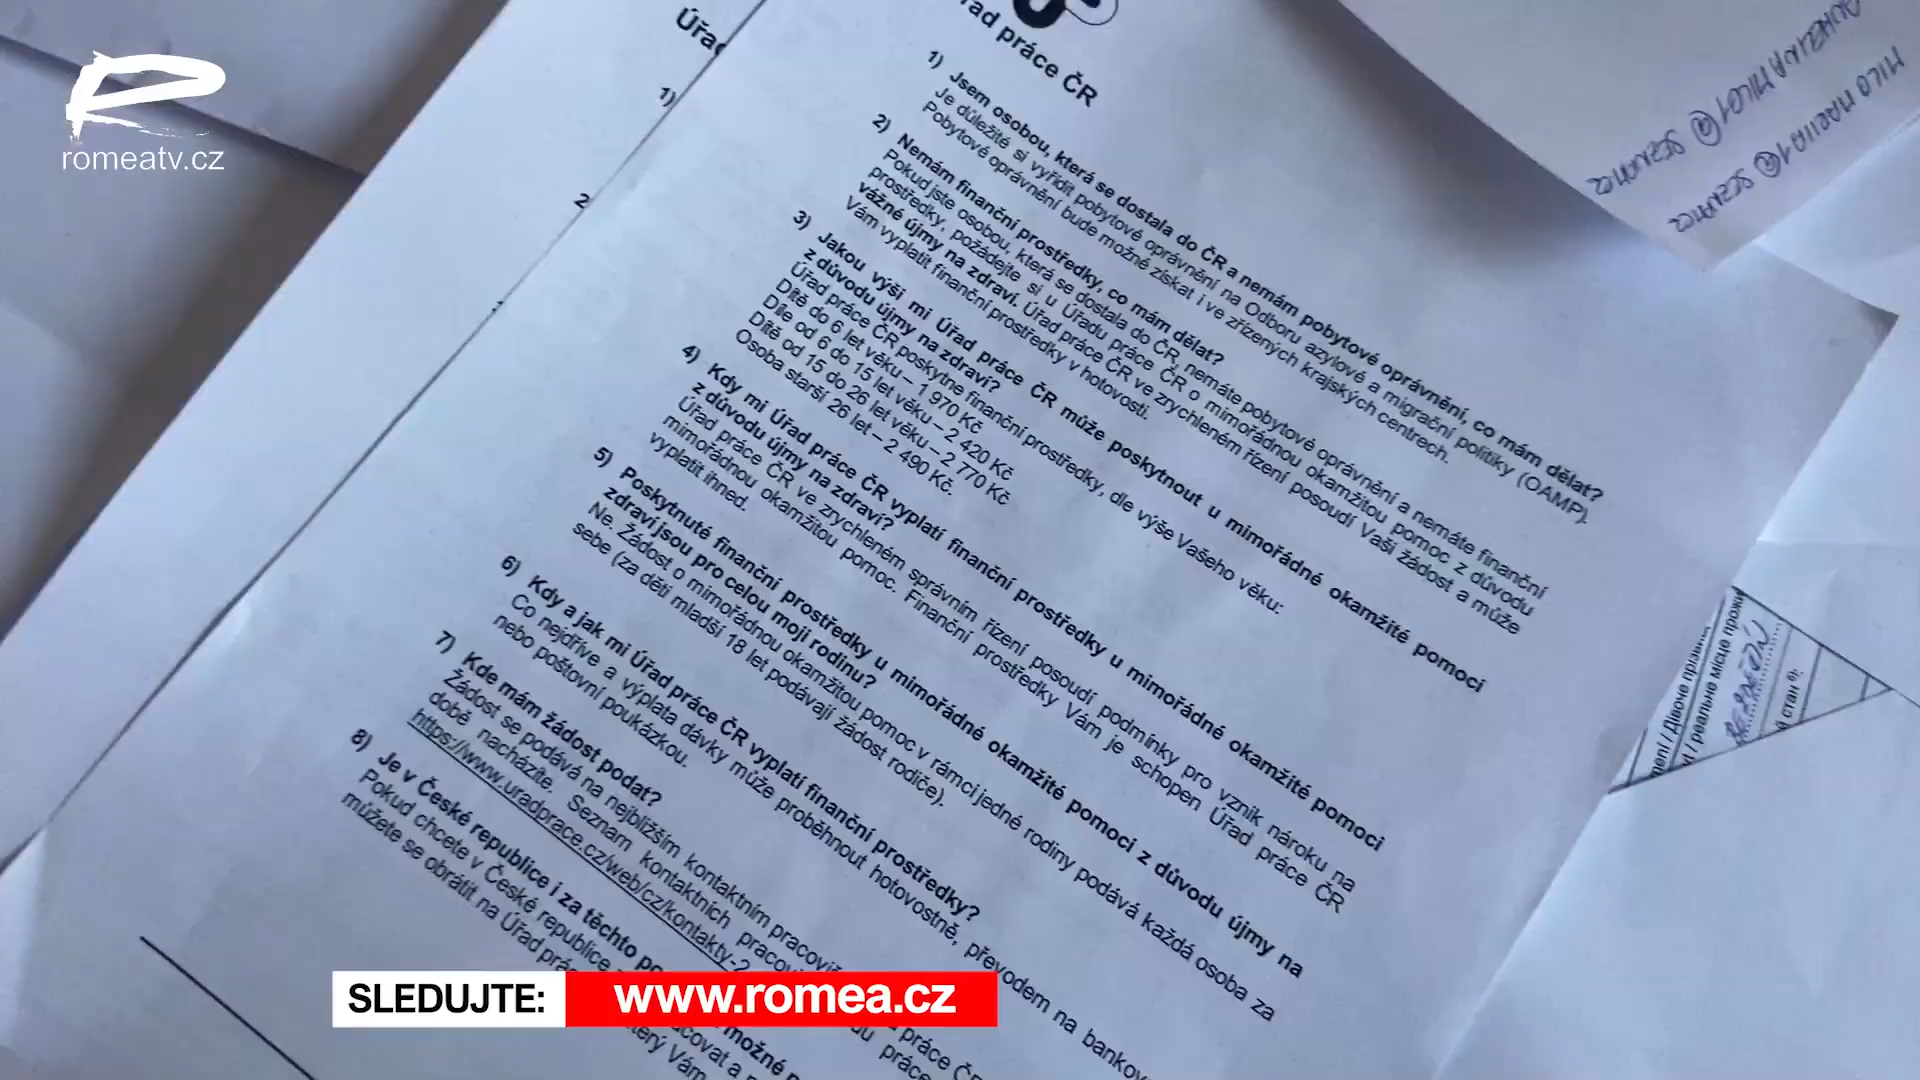 romeatv.cz
Úřad
1)
2
řad práce ČR
1) Jsem osobou, která se dostala do ČR a nemám pobytové oprávnění, co mám dělat?
Je důležité si vyřídit pobytové oprávnění na Odboru azylové a migrační politiky (OAMP).
Pobytové oprávnění bude možné získat i ve zřízených krajských centrech.
2) Nemám finanční prostředky, co mám dělat?
Pokud jste osobou, která se dostala do ČR, nemáte pobytové oprávnění a nemáte finanční
prostředky, požádejte si u Úřadu práce ČR o mimořádnou okamžitou pomoc z důvodu
vážné újmy na zdraví. Úřad práce ČR ve zrychleném řízení posoudí Vaši žádost a může
Vám vyplatit finanční prostředky v hotovosti.
3) Jakou výši mi Úřad práce ČR může poskytnout u mimořádné okamžité pomoci
z důvodu újmy na zdraví?
Úřad práce ČR poskytne finanční prostředky, dle výše Vašeho věku:
Dítě do 6 let věku – 1 970 Kč
Dítě od 6 do 15 let věku – 2 420 Kč
Dítě od 15 do 26 let věku – 2 770 Kč
Osoba starší 26 let – 2 490 Kč.
4) Kdy mi Úřad práce ČR vyplatí finanční prostředky u mimořádné okamžité pomoci
z důvodu újmy na zdraví?
Úřad práce ČR ve zrychleném správním řízení posoudí podmínky pro vznik nároku na
mimořádnou okamžitou pomoc. Finanční prostředky Vám je schopen Úřad práce ČR
vyplatit ihned.
5) Poskytnuté finanční prostředky u mimořádné okamžité pomoci z důvodu újmy na
zdraví jsou pro celou moji rodinu?
Ne. Žádost o mimořádnou okamžitou pomoc v rámci jedné rodiny podává každá osoba za
sebe (za děti mladší 18 let podávají žádost rodiče).
6) Kdy a jak mi Úřad práce ČR vyplatí finanční prostředky?
Co nejdříve a výplata dávky může proběhnout hotovostně, převodem na bankov
nebo poštovní poukázkou.
7) Kde mám žádost podat?
Žádost se podává na nejbližším kontaktním pracoviš
době nacházíte. Seznam kontaktních pracovi
https://www.uradprace.cz/web/cz/kontakty-2
8) Je v České republice i za těchto po
Pokud chcete v České republice
můžete se obrátit na Úřad prác
SLEDUJTE: www.romea.cz